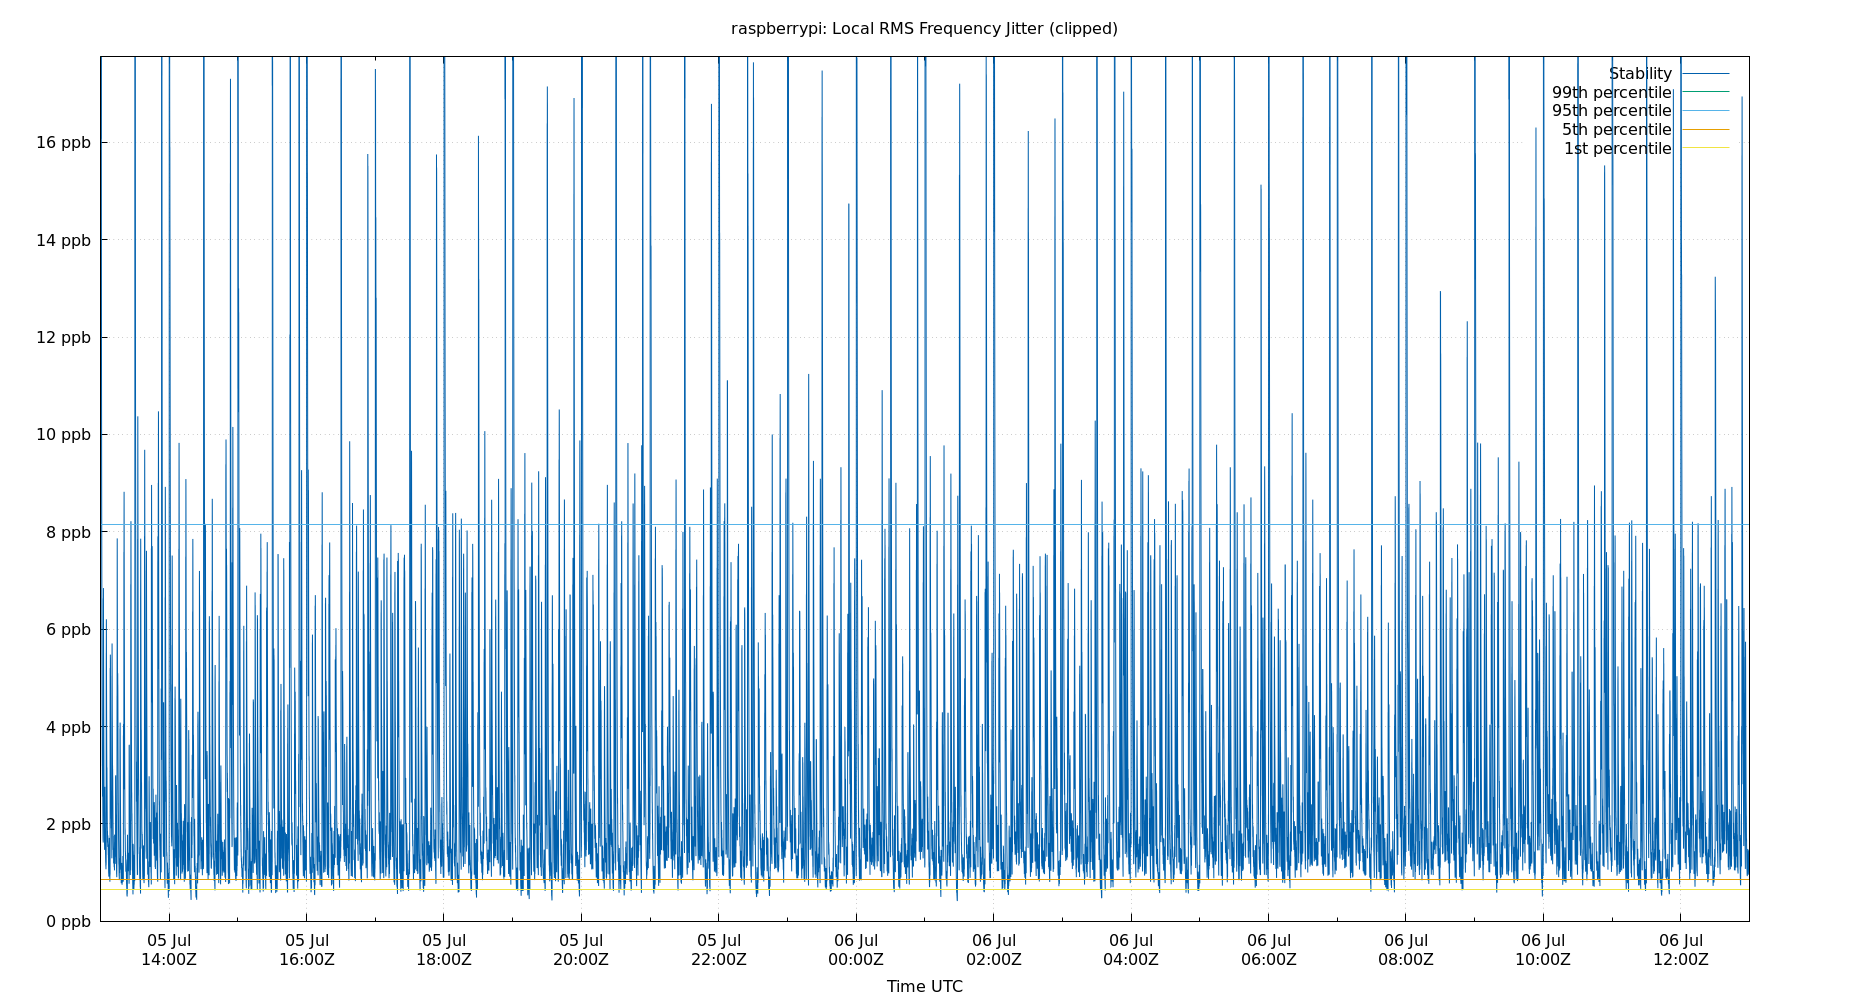 raspberrypi: Local RMS Frequency Jitter (clipped)
Stability
99th percentile
95th percentile
5th percentile
1st percentile
16 ppb
14 ppb
12 ppb
10 ppb
8 ppb
6 ppb
4 ppb
2 ppb
0 ppb
05 Jul 05 Jul 05 Jul 05 Jul 05 Jul 06 Jul 06 Jul 06 Jul 06 Jul 06 Jul 06 Jul 06 Jul
14:00Z 16:00Z 18:00Z 20:00Z 22:00Z 00:00Z 02:00Z 04:00Z 06:00Z 08:00Z 10:00Z 12:00Z
Time UTC